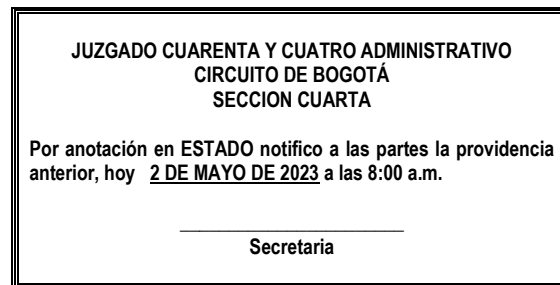 JUZGADO CUARENTA Y CUATRO ADMINISTRATIVO
CIRCUITO DE BOGOTÁ
SECCION CUARTA
Por anotación en ESTADO notifico a las partes la providencia
anterior, hoy 2 DE MAYO DE 2023 a las 8:00 a.m.
Secretaria